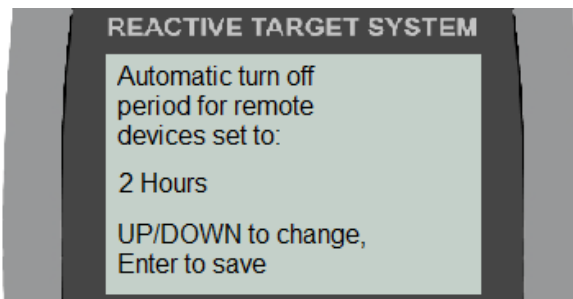 REACTIVE TARGET SYSTEM
Automatic turn off
period for remote
devices set to:
2 Hours
UP/DOWN to change,
Enter to save